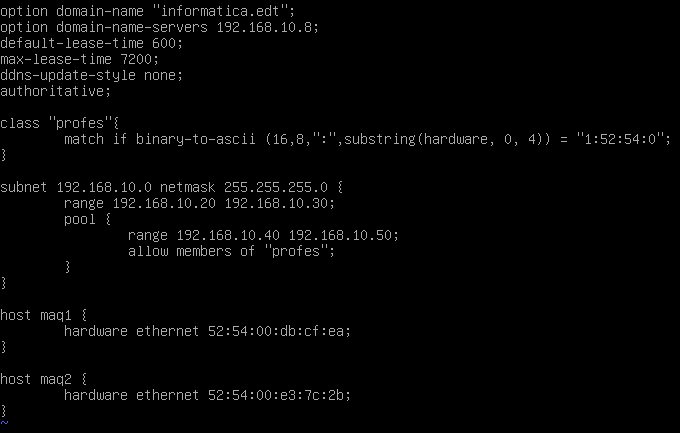 option domain-name "informatica.edt";
option domain-name-servers 192.168.10.8;
default-lease-time 600;
max-lease-time 7200;
ddns-update-style none;
authoritative;

class "profes"{
        match if binary-to-ascii (16,8,":",substring(hardware, 0, 4)) = "1:52:54:0";
}

subnet 192.168.10.0 netmask 255.255.255.0 {
        range 192.168.10.20 192.168.10.30;
        pool {
                range 192.168.10.40 192.168.10.50;
                allow members of "profes";
        }
}

host maq1 {
        hardware ethernet 52:54:00:db:cf:ea;
}

host maq2 {
        hardware ethernet 52:54:00:e3:7c:2b;
}
~